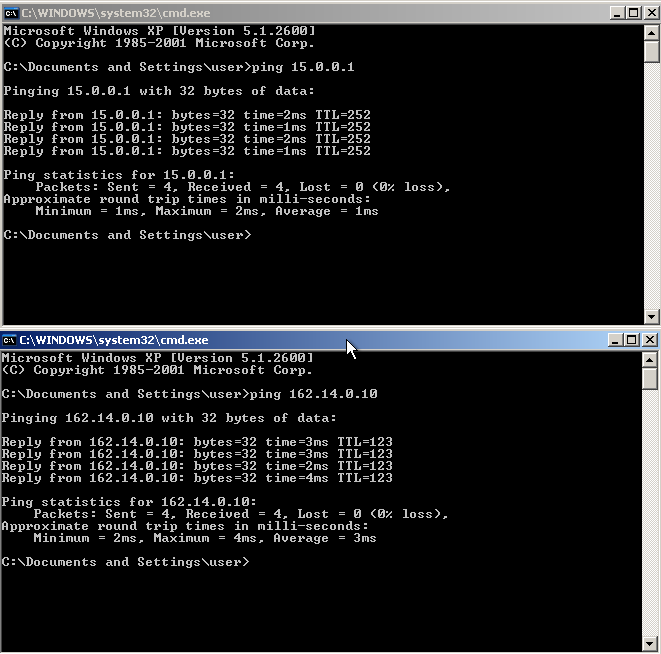 C:\WINDOWS\system32\cmd.exe
Microsoft Windows XP [Version 5.1.2600]
(C) Copyright 1985-2001 Microsoft Corp.
C:\Documents and Settings\user>ping 15.0.0.1
Pinging 15.0.0.1 with 32 bytes of data:
Reply from 15.0.0.1: bytes=32 time=2ms TTL=252
Reply from 15.0.0.1: bytes=32 time=1ms TTL=252
Reply from 15.0.0.1: bytes=32 time=2ms TTL=252
Reply from 15.0.0.1: bytes=32 time=1ms TTL=252
Ping statistics for 15.0.0.1:
Packets: Sent = 4, Received = 4, Lost = 0 (0% loss),
Approximate round trip times in milli-seconds:
Minimum = 1ms, Maximum = 2ms, Average = 1ms
C:\Documents and Settings\user>
C:\WINDOWS\system32\cmd.exe
Microsoft Windows XP [Version 5.1.2600]
(C) Copyright 1985-2001 Microsoft Corp.
C:\Documents and Settings\user>ping 162.14.0.10
Pinging 162.14.0.10 with 32 bytes of data:
Reply from 162.14.0.10: bytes=32 time=3ms TTL=123
Reply from 162.14.0.10: bytes=32 time=3ms TTL=123
Reply from 162.14.0.10: bytes=32 time=2ms TTL=123
Reply from 162.14.0.10: bytes=32 time=4ms TTL=123
Ping statistics for 162.14.0.10:
Packets: Sent = 4, Received = 4, Lost = 0 (0% loss),
Approximate round trip times in milli-seconds:
Minimum = 2ms, Maximum = 4ms, Average = 3ms
C:\Documents and Settings\user>